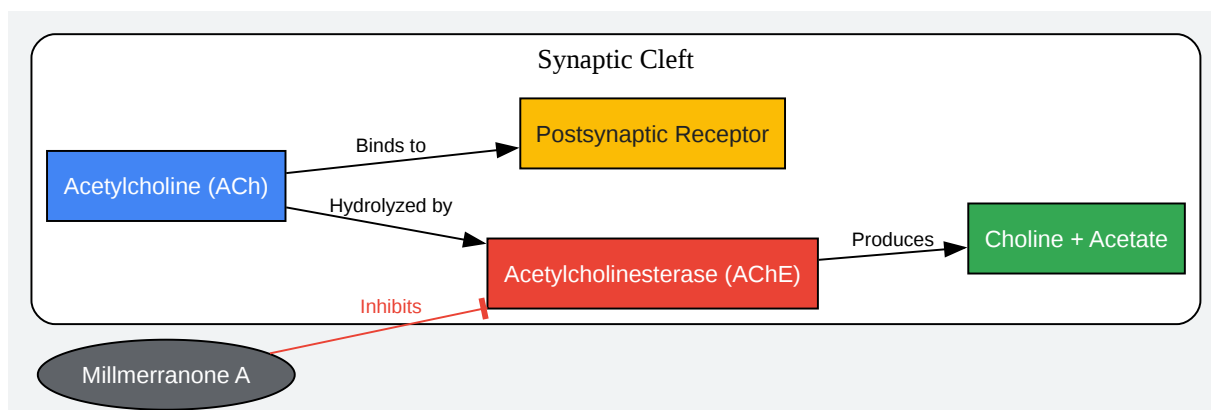 Synaptic Cleft
Postsynaptic Receptor
Binds to
Acetylcholine (ACh)
Hydrolyzed by
Produces
Choline + Acetate
Acetylcholinesterase (AChE)
Inhibits
Millmerranone A